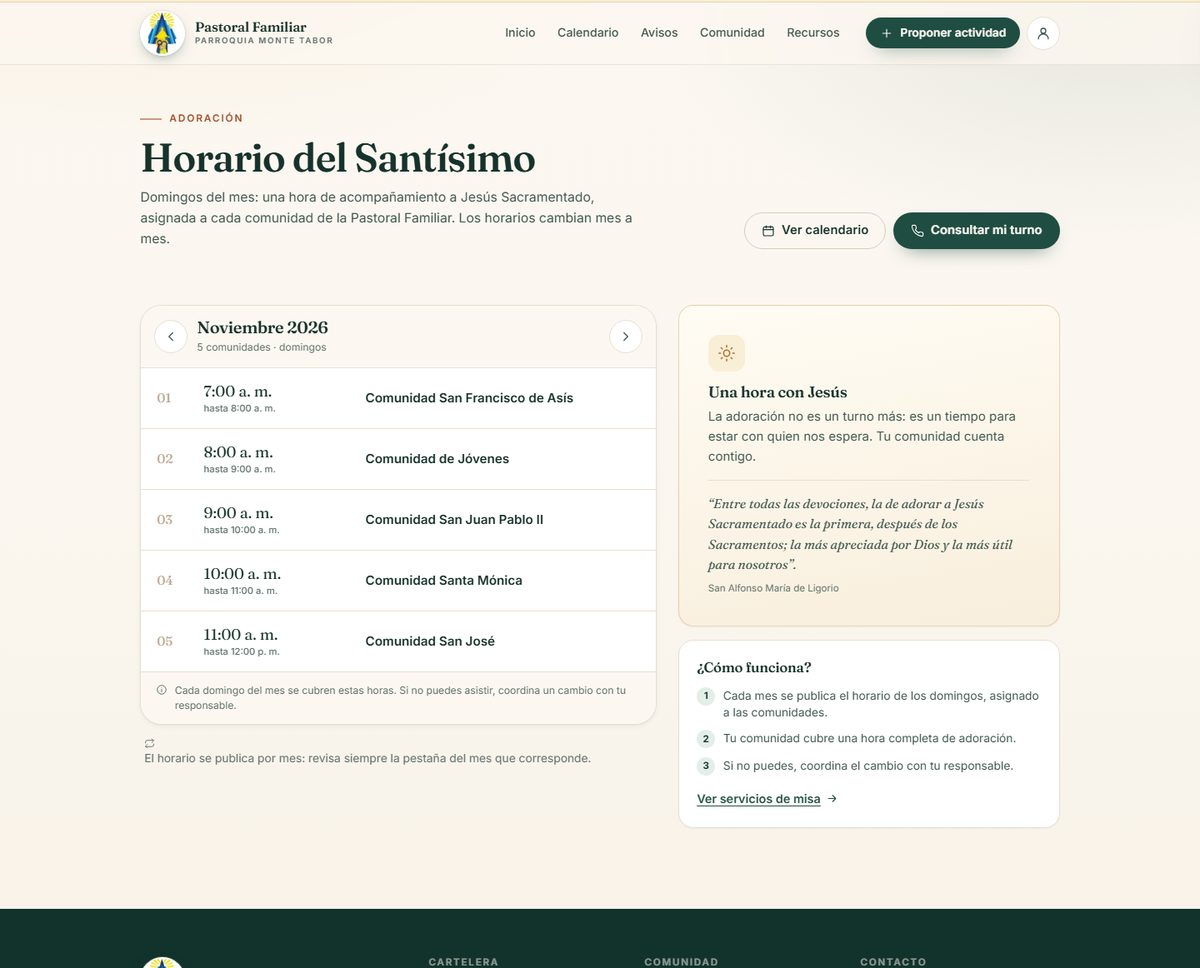 Pastoral Familiar
PARROQUIA MONTE TABOR
Inicio
Calendario
Avisos
Comunidad
Recursos
Proponer actividad
ADORACIÓN
Horario del Santísimo
Domingos del mes: una hora de acompañamiento a Jesús Sacramentado,
asignada a cada comunidad de la Pastoral Familiar. Los horarios cambian mes a
mes.
Ver calendario
Consultar mi turno
Noviembre 2026
5 comunidades · domingos
01
7:00 a. m.
hasta 8:00 a. m.
Comunidad San Francisco de Asís
02
8:00 a. m.
hasta 9:00 a. m.
Comunidad de Jóvenes
03
9:00 a. m.
hasta 10:00 a. m.
Comunidad San Juan Pablo II
04
10:00 a. m.
hasta 11:00 a. m.
Comunidad Santa Mónica
05
11:00 a. m.
hasta 12:00 p. m.
Comunidad San José
Cada domingo del mes se cubren estas horas. Si no puedes asistir, coordina un cambio con tu
responsable.
El horario se publica por mes: revisa siempre la pestaña del mes que corresponde.
Una hora con Jesús
La adoración no es un turno más: es un tiempo para
estar con quien nos espera. Tu comunidad cuenta
contigo.
“Entre todas las devociones, la de adorar a Jesús
Sacramentado es la primera, después de los
Sacramentos; la más apreciada por Dios y la más útil
para nosotros”.
San Alfonso María de Ligorio
¿Cómo funciona?
1 Cada mes se publica el horario de los domingos, asignado
a las comunidades.
2 Tu comunidad cubre una hora completa de adoración.
3 Si no puedes, coordina el cambio con tu responsable.
Ver servicios de misa →
CARTELERA
COMUNIDAD
CONTACTO